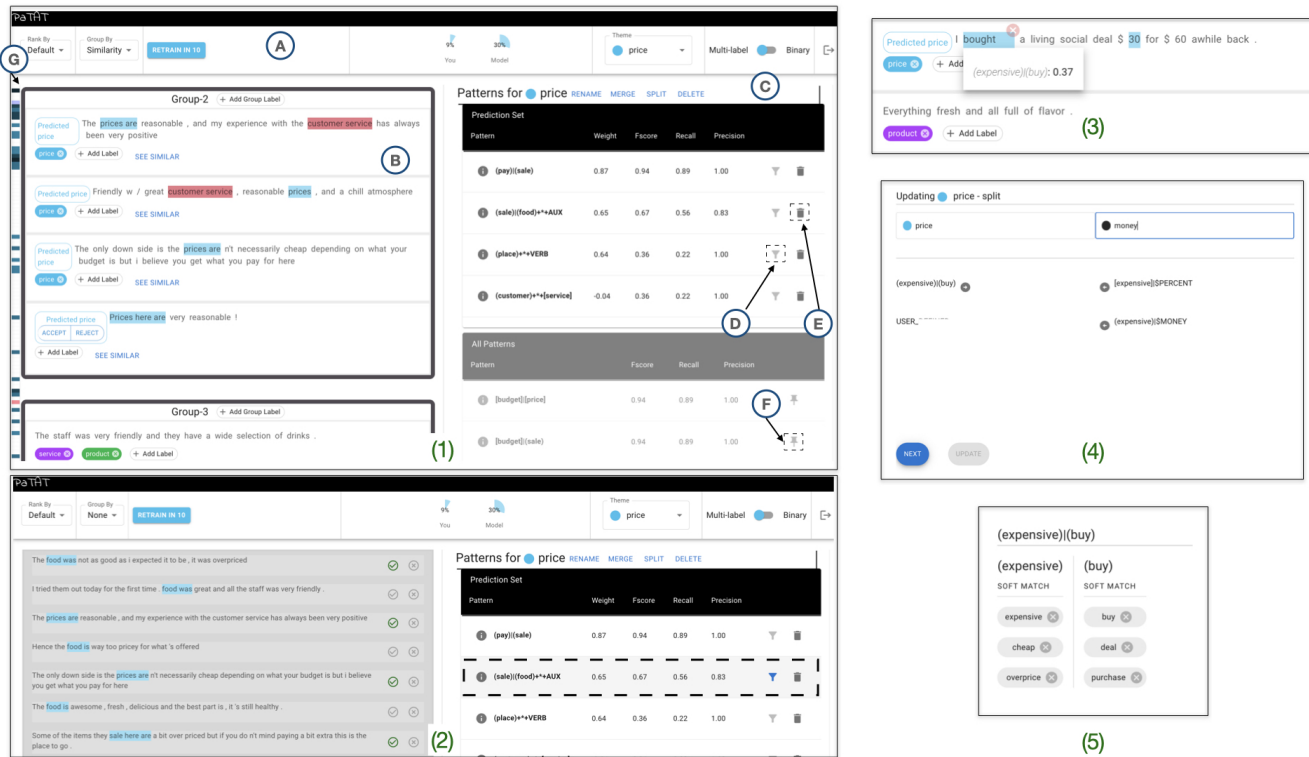 PaTAT
Rank By
Default
Group By
Similarity
RETRAIN IN 10
A
9%
You
30%
Model
Theme
price
Multi-label
Binary
G
Group-2
+ Add Group Label
Predicted price
The prices are reasonable , and my experience with the customer service has always
been very positive
price
+ Add Label
SEE SIMILAR
B
Predicted price
Friendly w / great customer service , reasonable prices , and a chill atmosphere
price
+ Add Label
SEE SIMILAR
Predicted
price
The only down side is the prices are n't necessarily cheap depending on what your
budget is but i believe you get what you pay for here
price
+ Add Label
SEE SIMILAR
Predicted price
ACCEPT REJECT
Prices here are very reasonable !
+ Add Label
SEE SIMILAR
Group-3
+ Add Group Label
The staff was very friendly and they have a wide selection of drinks .
service
product
+ Add Label
(1)
Patterns for price RENAME MERGE SPLIT DELETE
C
Prediction Set
Pattern Weight Fscore Recall Precision
(pay)|(sale) 0.87 0.94 0.89 1.00
(sale)|(food)+*+AUX 0.65 0.67 0.56 0.83
(place)+*+VERB 0.64 0.36 0.22 1.00
(customer)+*+[service] -0.04 0.36 0.22 1.00
D
E
All Patterns
Pattern Fscore Recall Precision
[budget]|[price] 0.94 0.89 1.00
F
[budget]|(sale) 0.94 0.89 1.00
PaTAT
Rank By
Default
Group By
None
RETRAIN IN 10
9%
You
30%
Model
Theme
price
Multi-label
Binary
The food was not as good as i expected it to be , it was overpriced
I tried them out today for the first time . food was great and all the staff was very friendly .
The prices are reasonable , and my experience with the customer service has always been very positive
Hence the food is way too pricey for what 's offered
The only down side is the prices are n't necessarily cheap depending on what your budget is but i believe
you get what you pay for here
The food is awesome , fresh , delicious and the best part is , it 's still healthy .
Some of the items they sale here are a bit over priced but if you do n't mind paying a bit extra this is the
place to go .
(2)
Patterns for price RENAME MERGE SPLIT DELETE
Prediction Set
Pattern Weight Fscore Recall Precision
(pay)|(sale) 0.87 0.94 0.89 1.00
(sale)|(food)+*+AUX 0.65 0.67 0.56 0.83
(place)+*+VERB 0.64 0.36 0.22 1.00
Predicted price
I bought a living social deal $ 30 for $ 60 awhile back .
price
+ Add
(expensive)|(buy): 0.37
Everything fresh and all full of flavor .
product
+ Add Label
(3)
Updating price - split
price
money
(expensive)|(buy)
[expensive]|$PERCENT
USER_
(expensive)|$MONEY
NEXT
UPDATE
(4)
(expensive)|(buy)
(expensive) (buy)
SOFT MATCH SOFT MATCH
expensive buy
cheap deal
overprice purchase
(5)